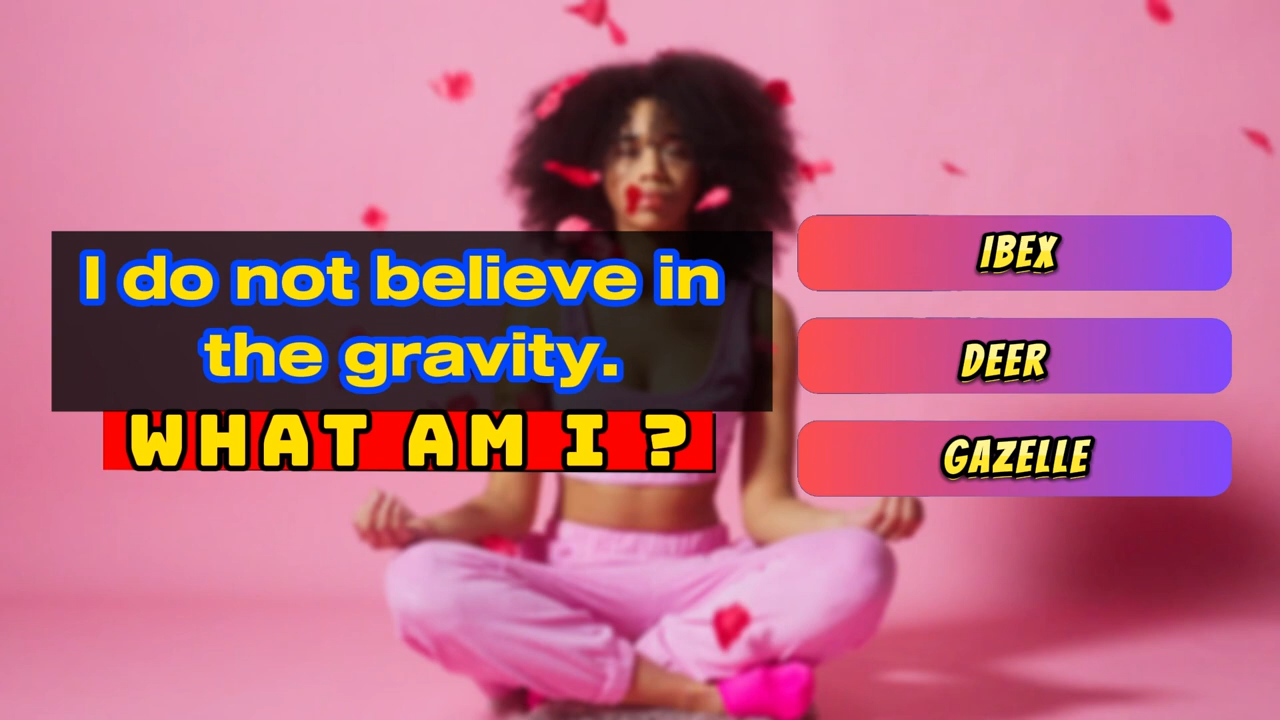 I do not believe in
the gravity.
WHAT AM I ?
IBEX
DEER
GAZELLE